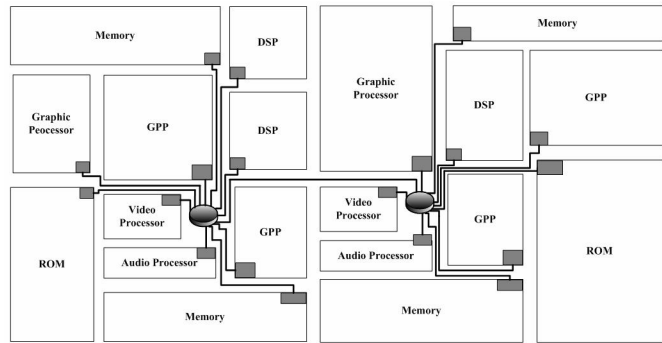 Memory
DSP
Graphic
Peocessor
GPP
DSP
ROM
Video
Processor
GPP
Audio Processor
Memory
Graphic
Processor
Memory
DSP
GPP
Video
Processor
GPP
ROM
Audio Processor
Memory